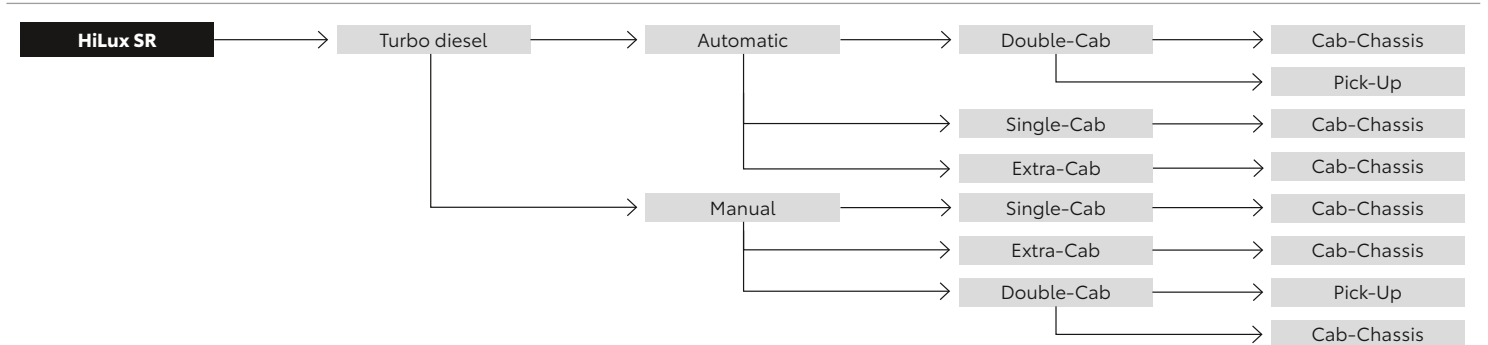 HiLux SR Turbo diesel Automatic Double-Cab Cab-Chassis
Pick-Up
Single-Cab Cab-Chassis
Extra-Cab Cab-Chassis
Manual Single-Cab Cab-Chassis
Extra-Cab Cab-Chassis
Double-Cab Pick-Up
Cab-Chassis